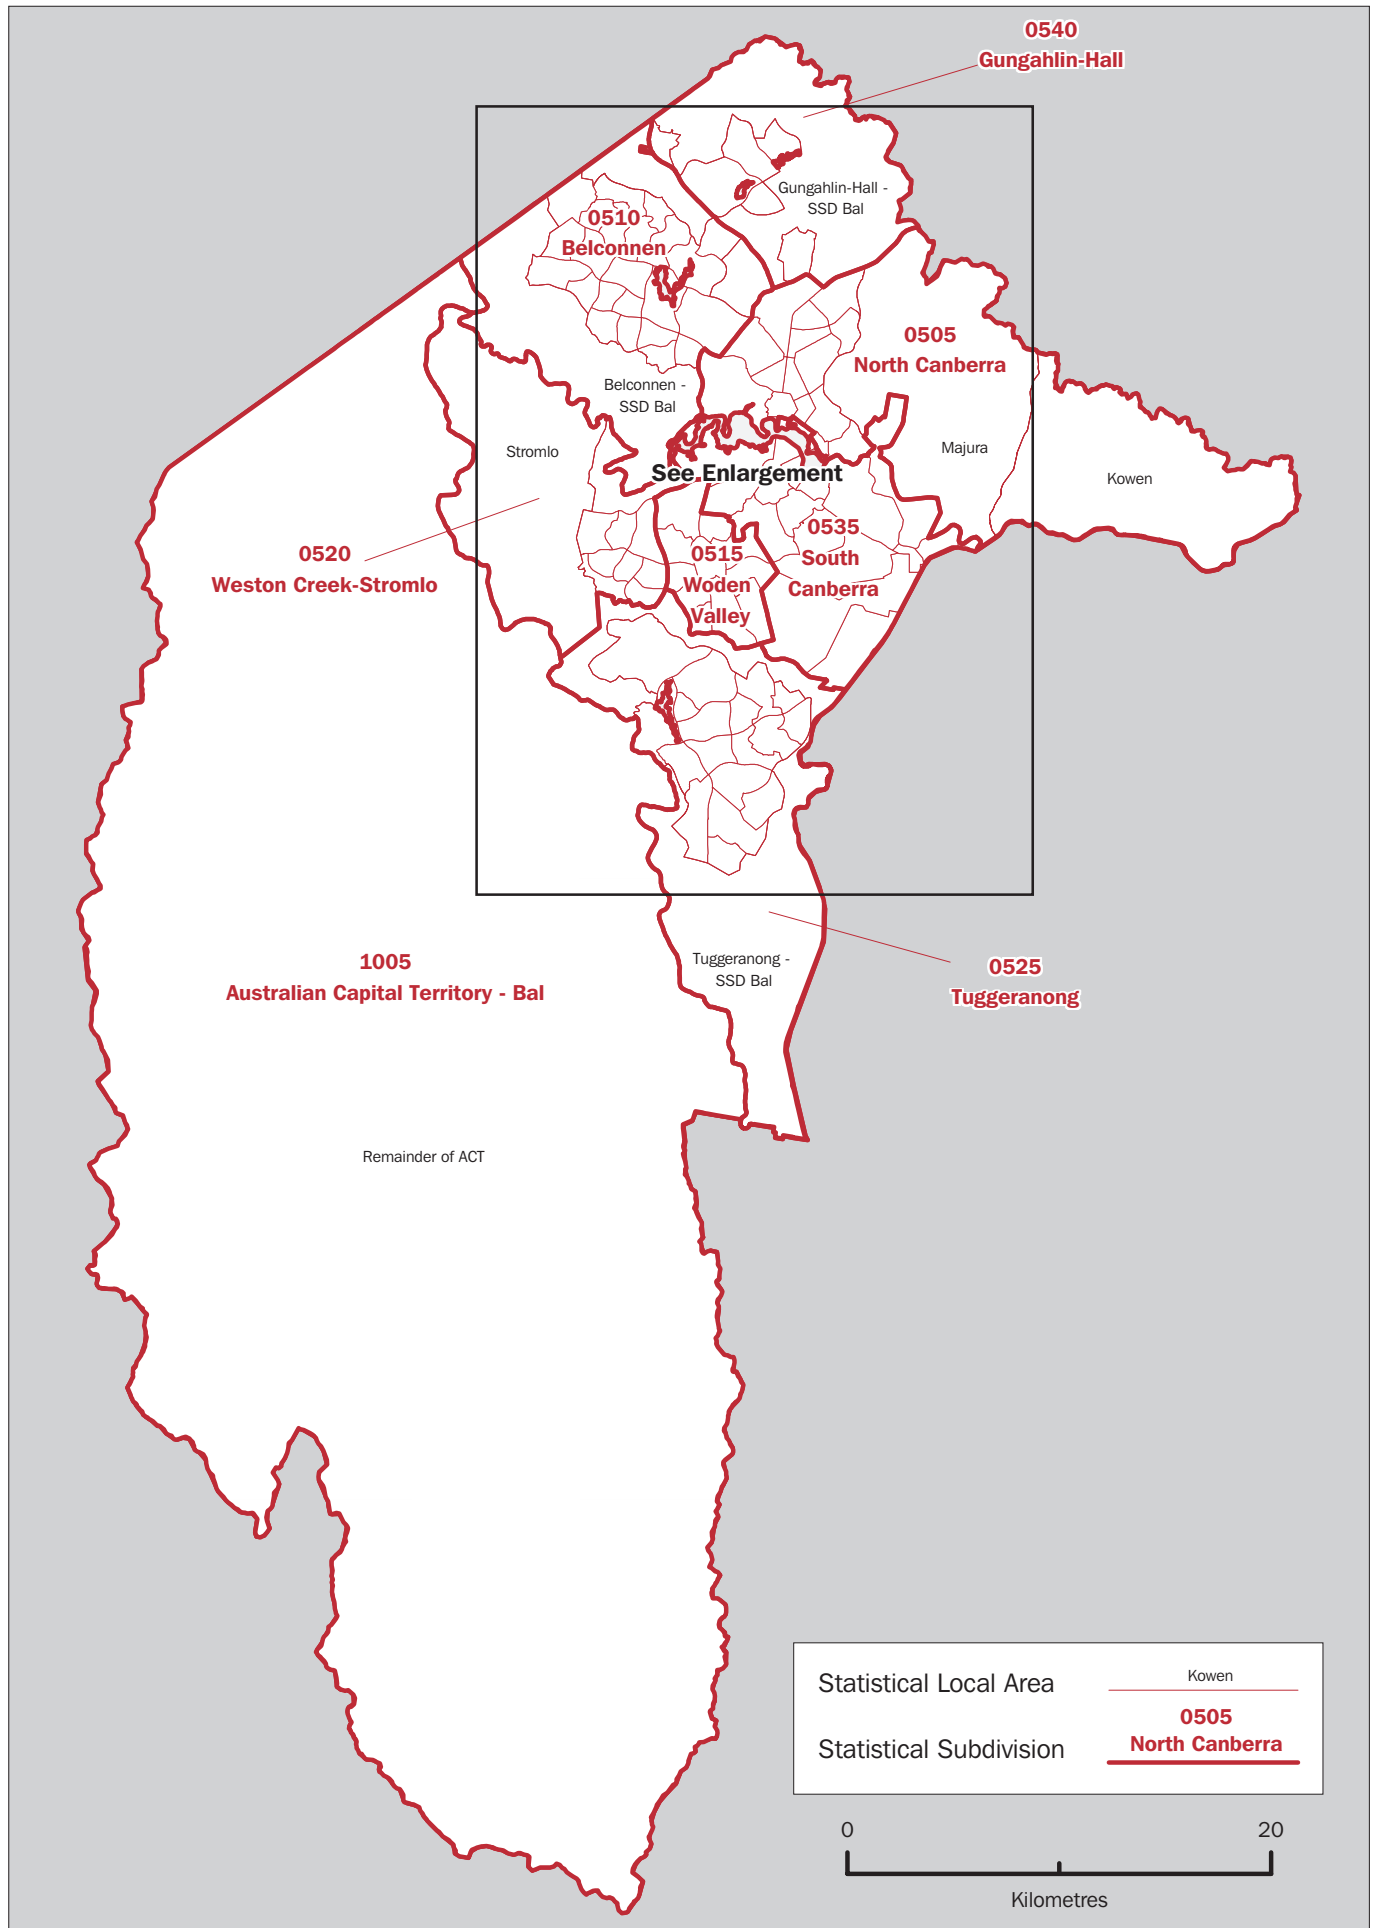 0540
Gungahlin-Hall
Gungahlin-Hall -
SSD Bal
0510
Belconnen
0505
North Canberra
Belconnen -
SSD Bal
Stromlo
Majura
See Enlargement
Kowen
0520
Weston Creek-Stromlo
0515
Woden
Valley
0535
South
Canberra
1005
Australian Capital Territory - Bal
Tuggeranong -
SSD Bal
0525
Tuggeranong
Remainder of ACT
Statistical Local Area
Kowen
Statistical Subdivision
0505
North Canberra
0
20
Kilometres